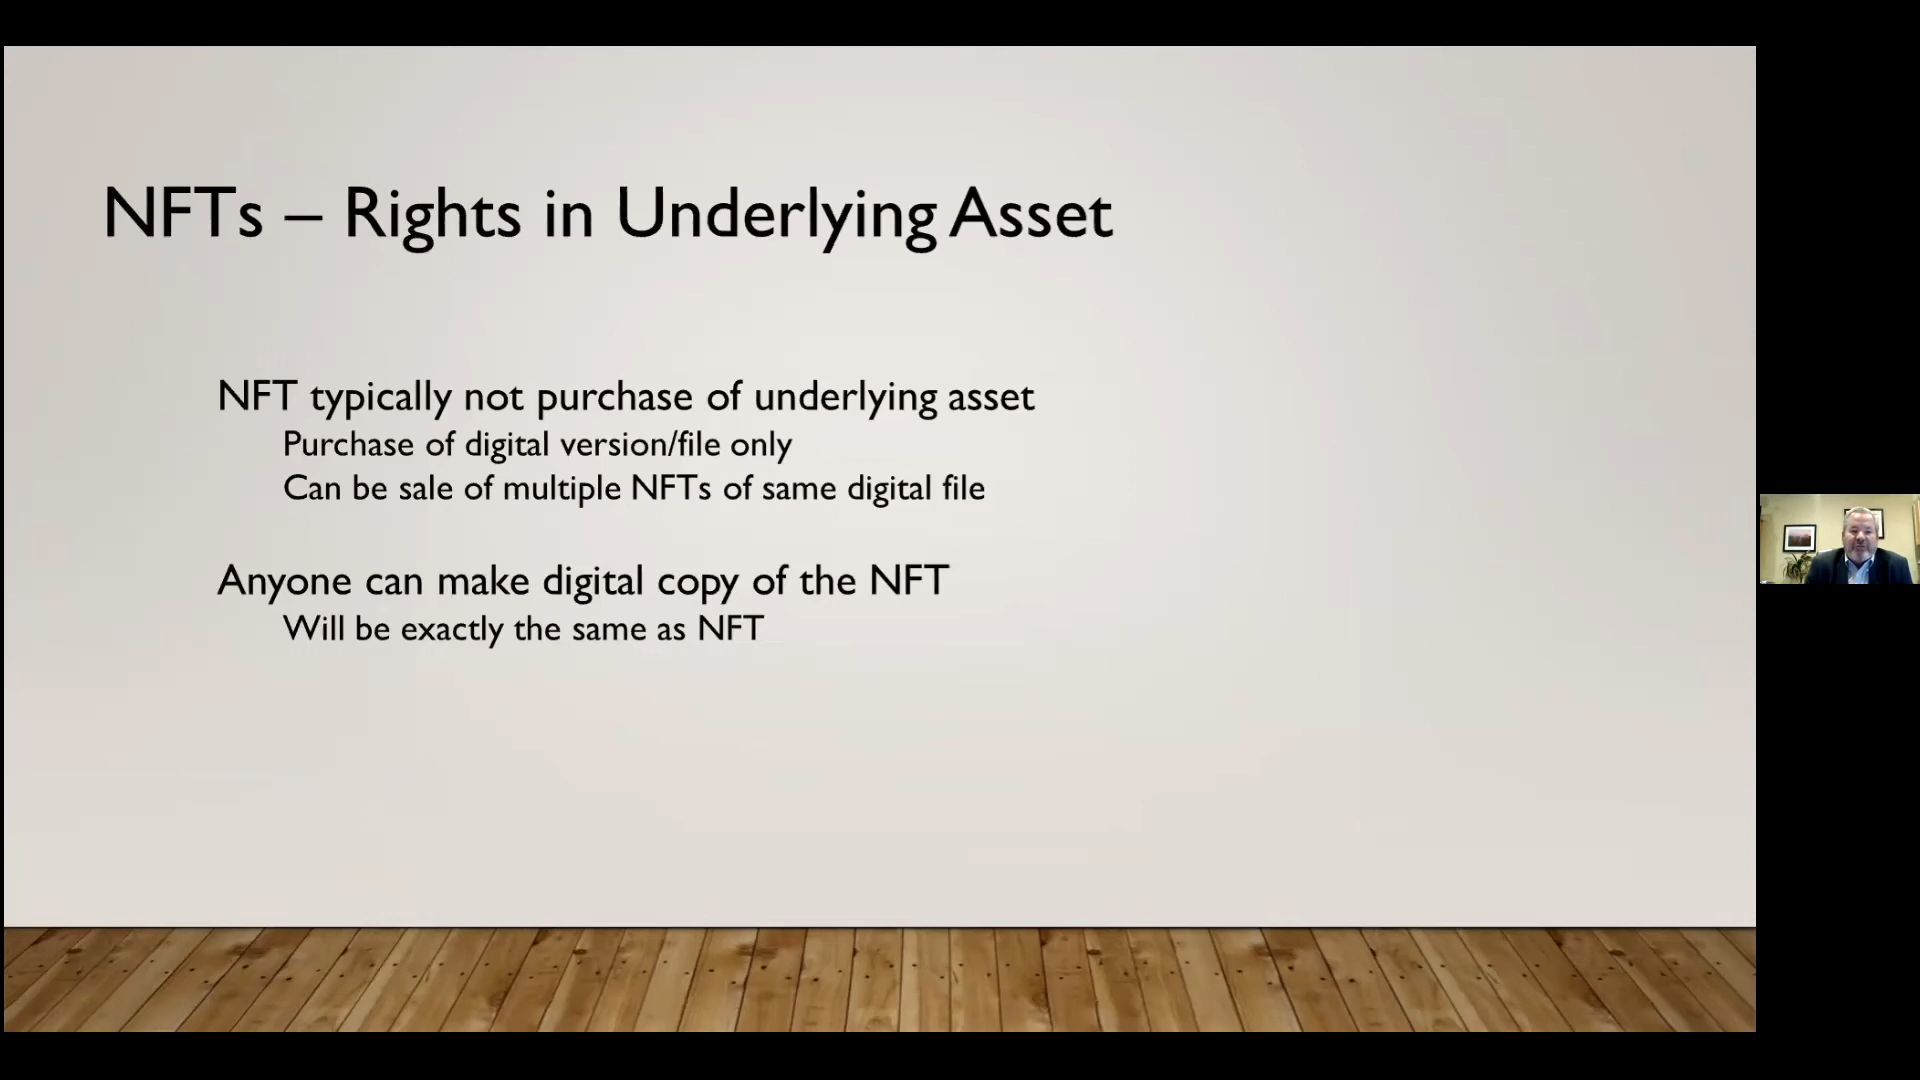 NFTs – Rights in Underlying Asset
NFT typically not purchase of underlying asset
Purchase of digital version/file only
Can be sale of multiple NFTs of same digital file
Anyone can make digital copy of the NFT
Will be exactly the same as NFT